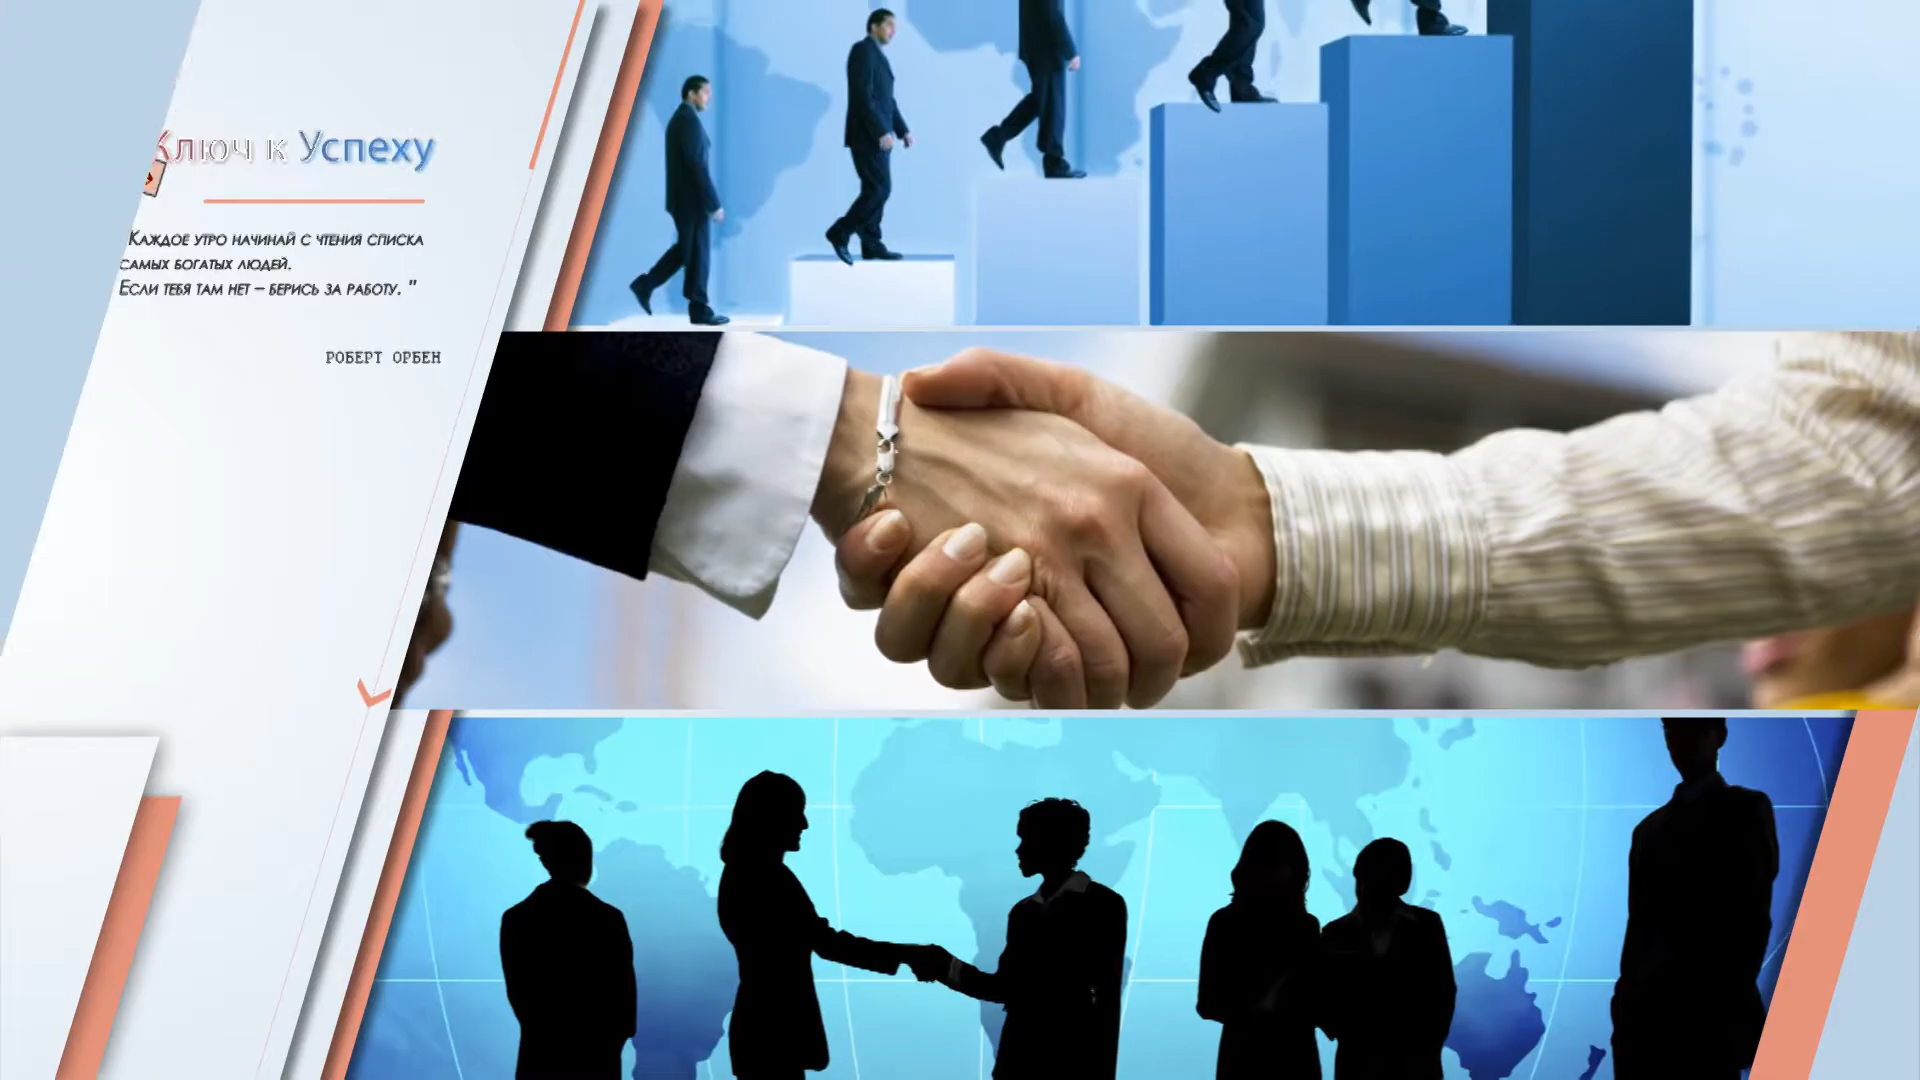 Ключ к Успеху
Каждое утро начинай с чтения списка
самых богатых людей.
Если тебя там нет – берись за работу. "
РОБЕРТ ОРБЕН